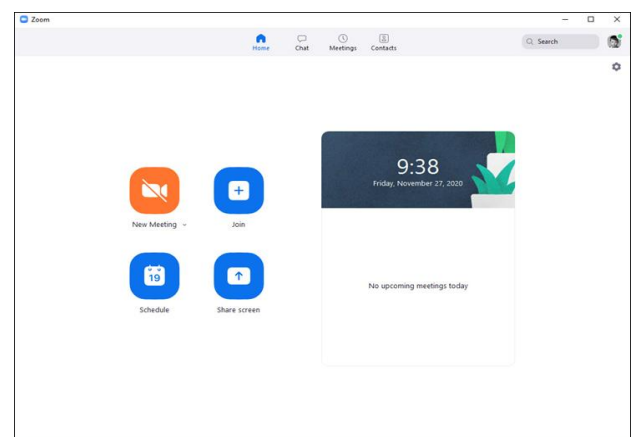 Zoom
Home
Chat
Meetings
Contacts
Search
9:38
Friday, November 27, 2020
New Meeting
Join
19
Schedule
Share screen
No upcoming meetings today